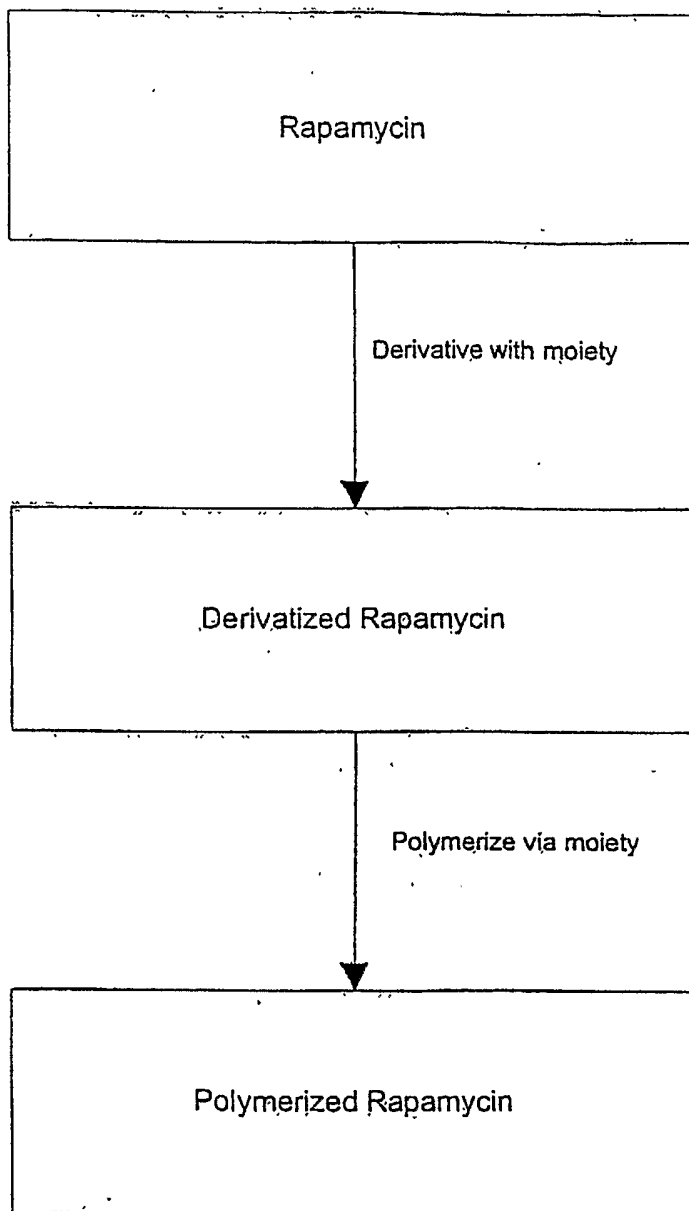 Rapamycin
Derivative with moiety
Derivatized Rapamycin
Polymerize via moiety
Polymerized Rapamycin